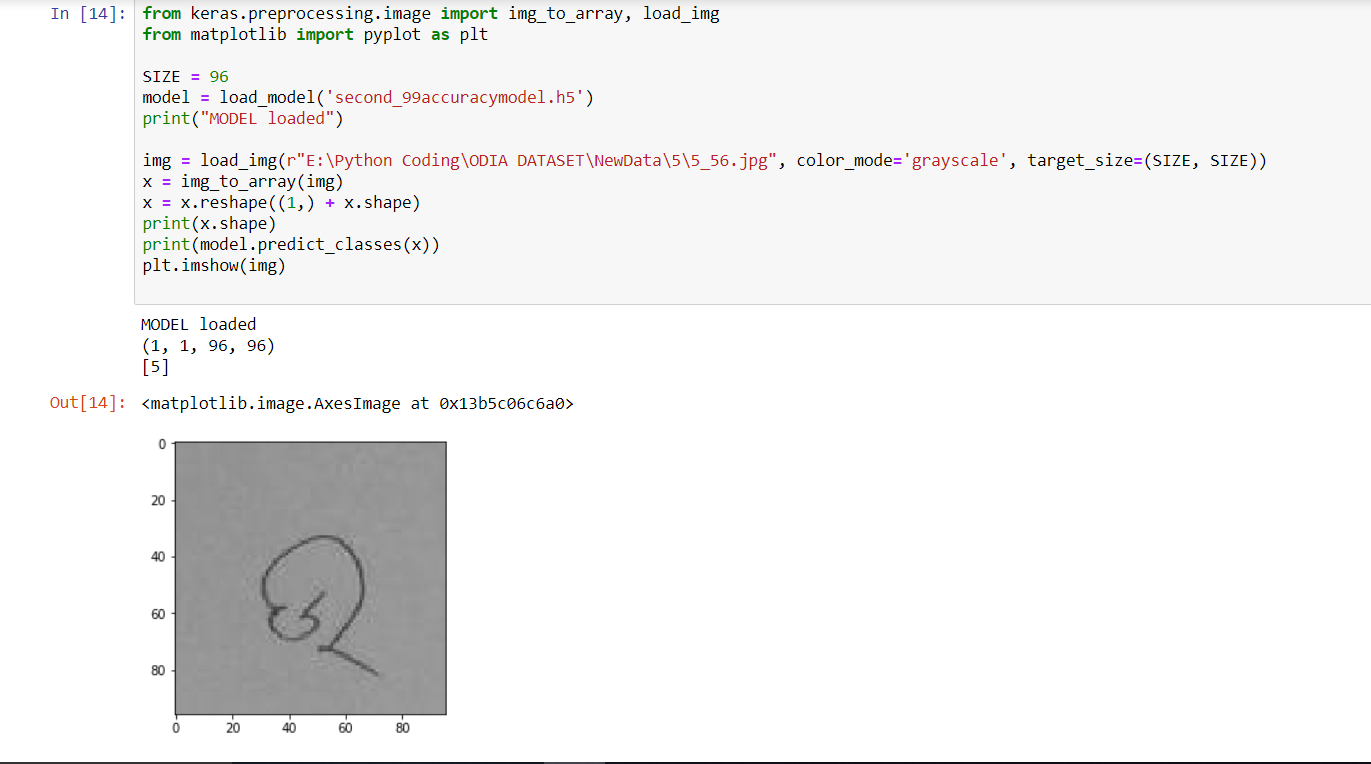 In [14]: from keras.preprocessing.image import img_to_array, load_img
from matplotlib import pyplot as plt
SIZE = 96
model = load_model('second_99accuracymodel.h5')
print("MODEL loaded")
img = load_img(r"E:\Python Coding\ODIA DATASET\NewData\5\5_56.jpg", color_mode='grayscale', target_size=(SIZE, SIZE))
x = img_to_array(img)
x = x.reshape((1,) + x.shape)
print(x.shape)
print(model.predict_classes(x))
plt.imshow(img)
MODEL loaded
(1, 1, 96, 96)
[5]
Out[14]: <matplotlib.image.AxesImage at 0x13b5c06c6a0>
0
20
40
60
80
0 20 40 60 80